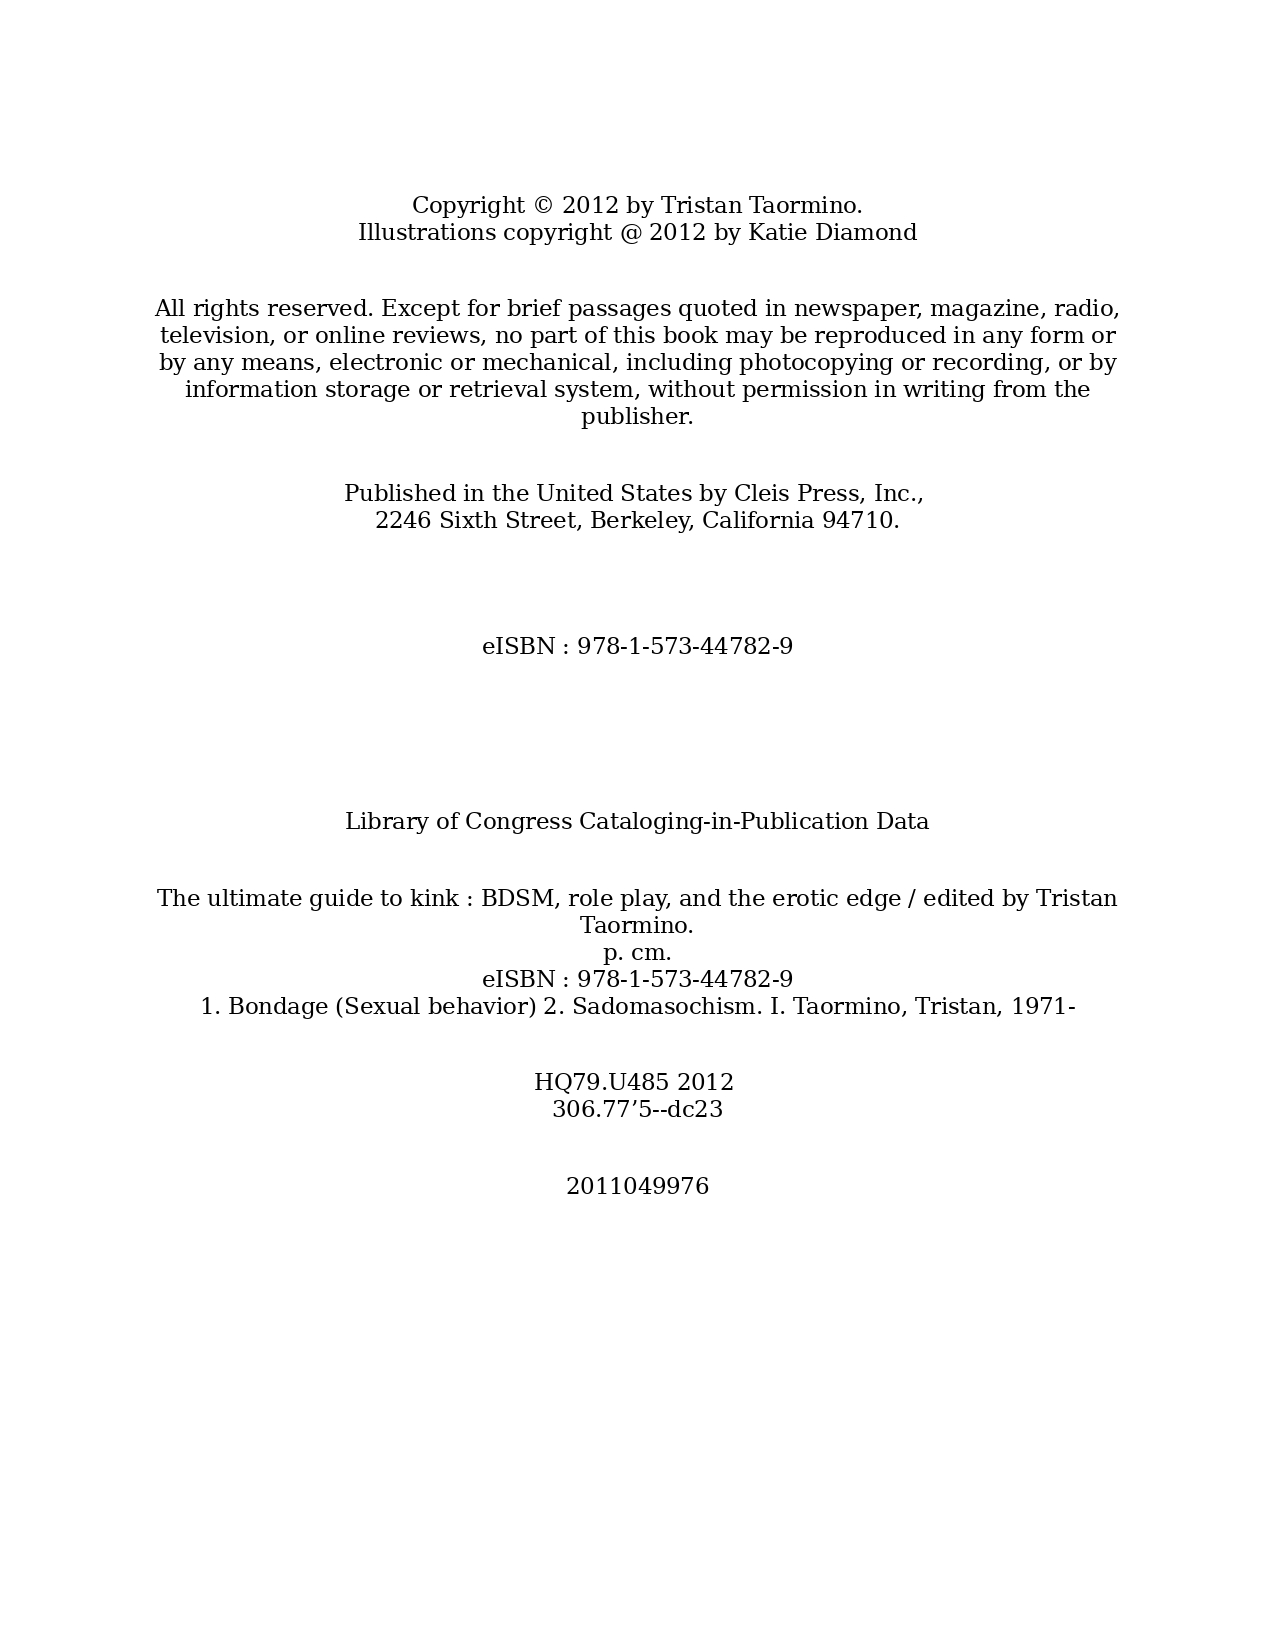 Copyright © 2012 by Tristan Taormino.
Illustrations copyright @ 2012 by Katie Diamond
All rights reserved. Except for brief passages quoted in newspaper, magazine, radio,
television, or online reviews, no part of this book may be reproduced in any form or
by any means, electronic or mechanical, including photocopying or recording, or by
information storage or retrieval system, without permission in writing from the
publisher.
Published in the United States by Cleis Press, Inc.,
2246 Sixth Street, Berkeley, California 94710.
eISBN : 978-1-573-44782-9
Library of Congress Cataloging-in-Publication Data
The ultimate guide to kink : BDSM, role play, and the erotic edge / edited by Tristan
Taormino.
p. cm.
eISBN : 978-1-573-44782-9
1. Bondage (Sexual behavior) 2. Sadomasochism. I. Taormino, Tristan, 1971-
HQ79.U485 2012
306.77’5--dc23
2011049976